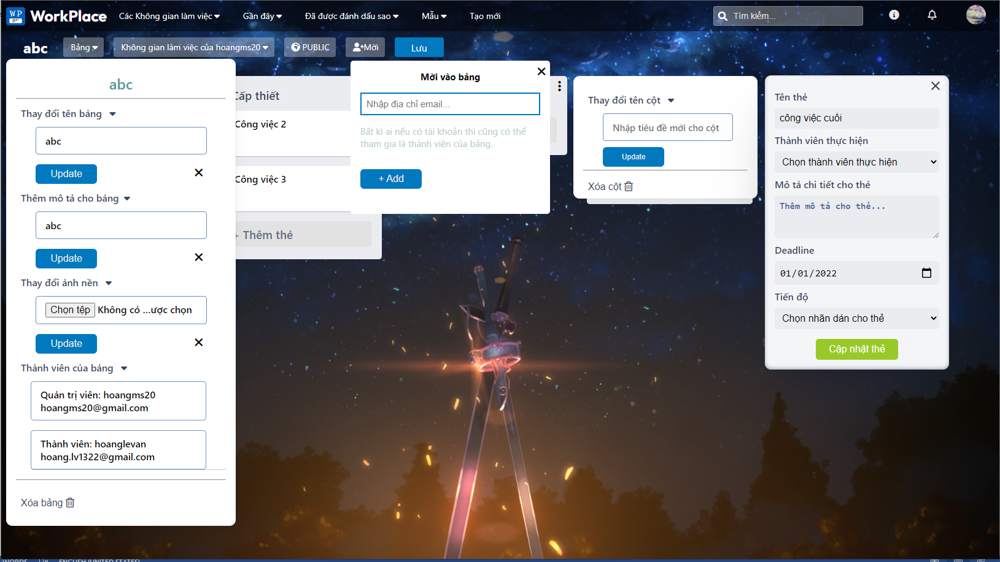 WP WorkPlace Các Không gian làm việc Gần đây Đã được đánh dấu sao Mẫu Tạo mới Tìm kiếm...
abc Bảng Không gian làm việc của hoangms20 PUBLIC Mời Lưu
abc
Thay đổi tên bảng
abc
Update
Thêm mô tả cho bảng
abc
Update
Thay đổi ảnh nền
Chọn tệp Không có ...ược chọn
Update
Thành viên của bảng
Quản trị viên: hoangms20
hoangms20@gmail.com
Thành viên: hoanglevan
hoang.lv1322@gmail.com
Xóa bảng
Cấp thiết
Công việc 2
Công việc 3
+ Thêm thẻ
Mời vào bảng
Nhập địa chỉ email...
Bất kì ai nếu có tài khoản thì cũng có thể
tham gia là thành viên của bảng.
+ Add
Thay đổi tên cột
Nhập tiêu đề mới cho cột
Update
Xóa cột
Tên thẻ
công việc cuối
Thành viên thực hiện
Chọn thành viên thực hiện
Mô tả chi tiết cho thẻ
Thêm mô tả cho thẻ...
Deadline
01/01/2022
Tiến độ
Chọn nhãn dán cho thẻ
Cập nhật thẻ
WORDS ENGLISH (UNITED STATES)